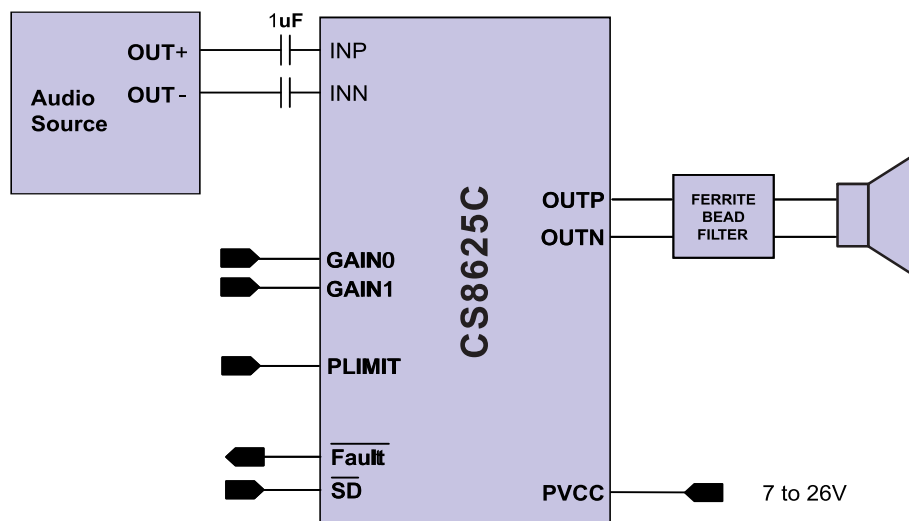 1uF
OUT+
OUT-
Audio
Source
INP
INN
CS8625C
GAIN0
GAIN1
PLIMIT
Fault
SD
OUTP
OUTN
FERRITE
BEAD
FILTER
PVCC
7 to 26V